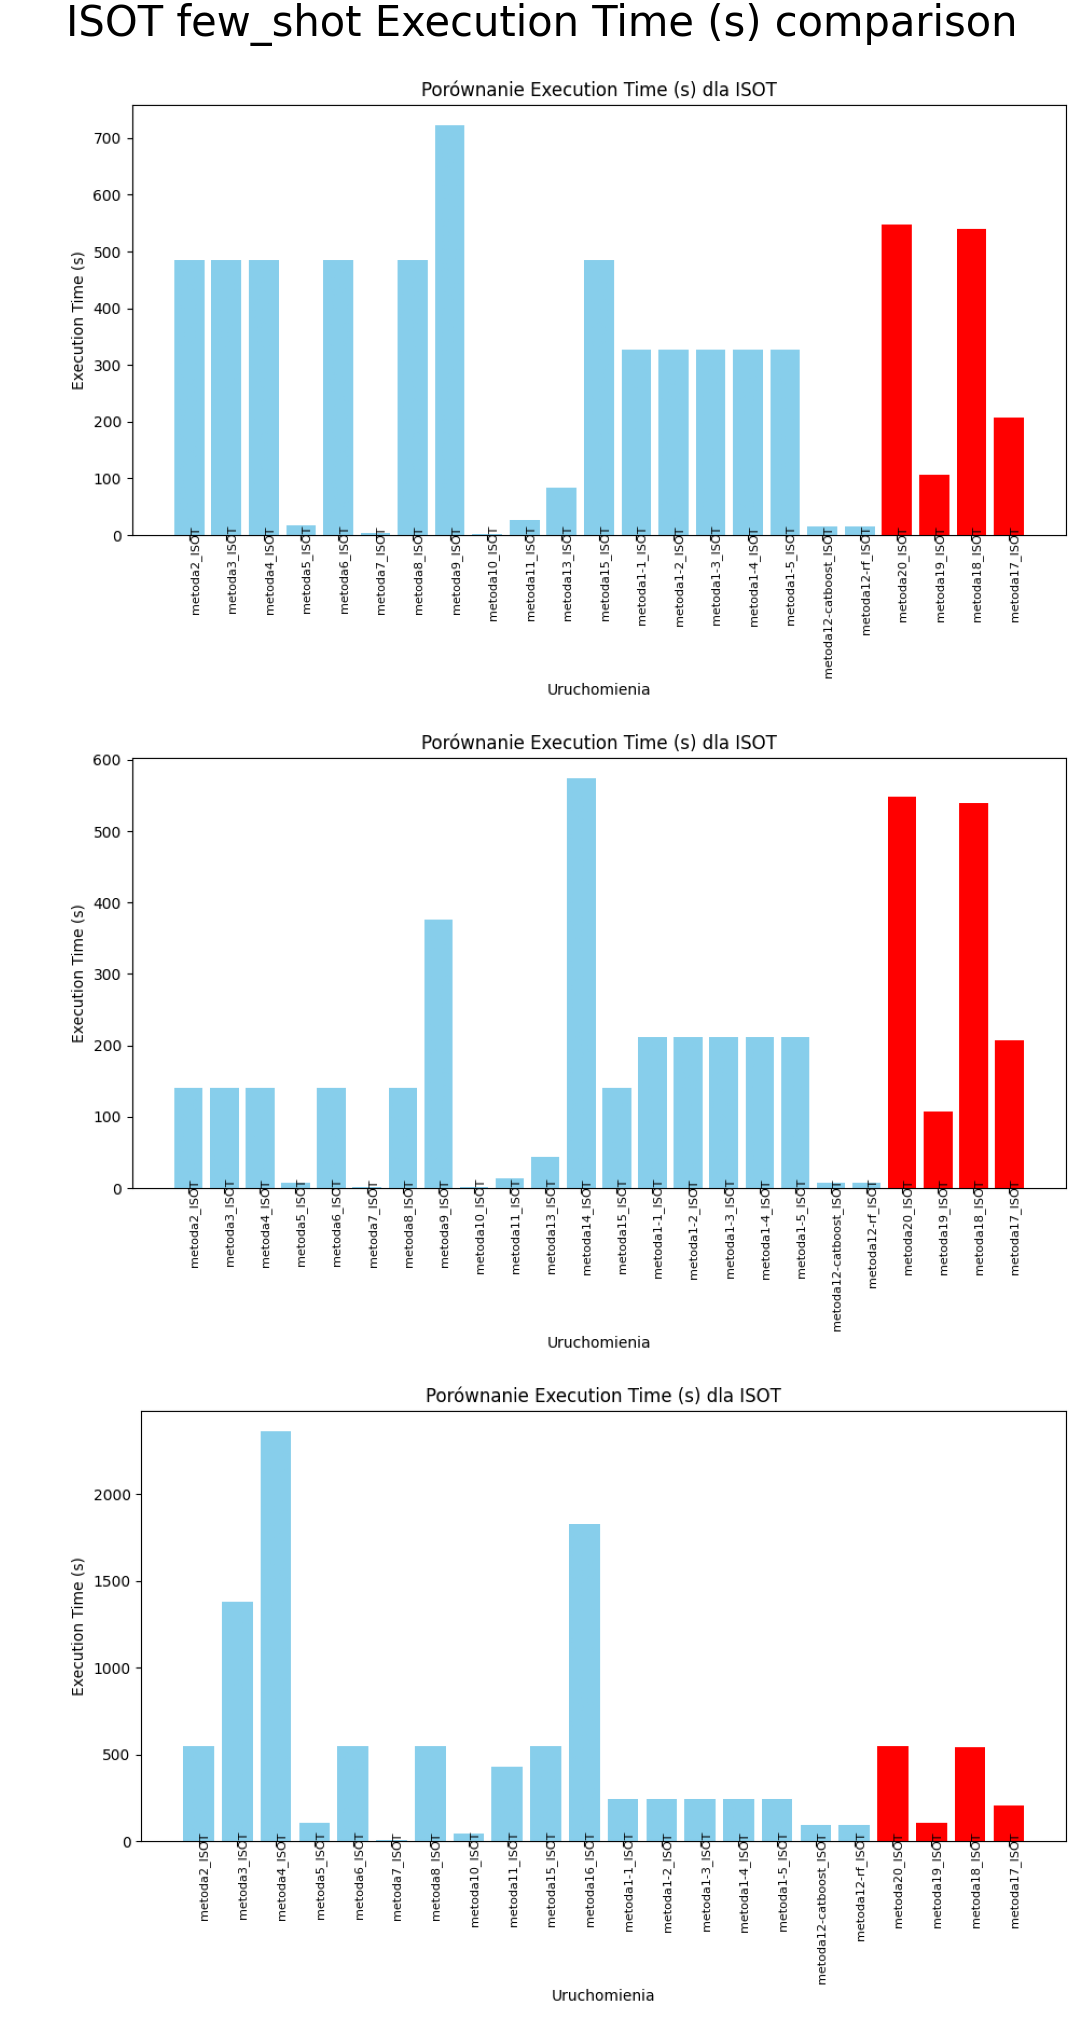 ISOT few_shot Execution Time (s) comparison
Porównanie Execution Time (s) dla ISOT
700
600
500
400
300
200
100
0
Execution Time (s)
metoda2_ISOT
metoda3_ISOT
metoda4_ISOT
metoda5_ISOT
metoda6_ISOT
metoda7_ISOT
metoda8_ISOT
metoda9_ISOT
metoda10_ISOT
metoda11_ISOT
metoda13_ISOT
metoda15_ISOT
metoda1-1_ISOT
metoda1-2_ISOT
metoda1-3_ISOT
metoda1-4_ISOT
metoda1-5_ISOT
metoda12-catboost_ISOT
metoda12-rf_ISOT
metoda20_ISOT
metoda19_ISOT
metoda18_ISOT
metoda17_ISOT
Uruchomienia
Porównanie Execution Time (s) dla ISOT
600
500
400
300
200
100
0
Execution Time (s)
metoda2_ISOT
metoda3_ISOT
metoda4_ISOT
metoda5_ISOT
metoda6_ISOT
metoda7_ISOT
metoda8_ISOT
metoda9_ISOT
metoda10_ISOT
metoda11_ISOT
metoda13_ISOT
metoda14_ISOT
metoda15_ISOT
metoda1-1_ISOT
metoda1-2_ISOT
metoda1-3_ISOT
metoda1-4_ISOT
metoda1-5_ISOT
metoda12-catboost_ISOT
metoda12-rf_ISOT
metoda20_ISOT
metoda19_ISOT
metoda18_ISOT
metoda17_ISOT
Uruchomienia
Porównanie Execution Time (s) dla ISOT
2000
1500
1000
500
0
Execution Time (s)
metoda2_ISOT
metoda3_ISOT
metoda4_ISOT
metoda5_ISOT
metoda6_ISOT
metoda7_ISOT
metoda8_ISOT
metoda10_ISOT
metoda11_ISOT
metoda15_ISOT
metoda16_ISOT
metoda1-1_ISOT
metoda1-2_ISOT
metoda1-3_ISOT
metoda1-4_ISOT
metoda1-5_ISOT
metoda12-catboost_ISOT
metoda12-rf_ISOT
metoda20_ISOT
metoda19_ISOT
metoda18_ISOT
metoda17_ISOT
Uruchomienia